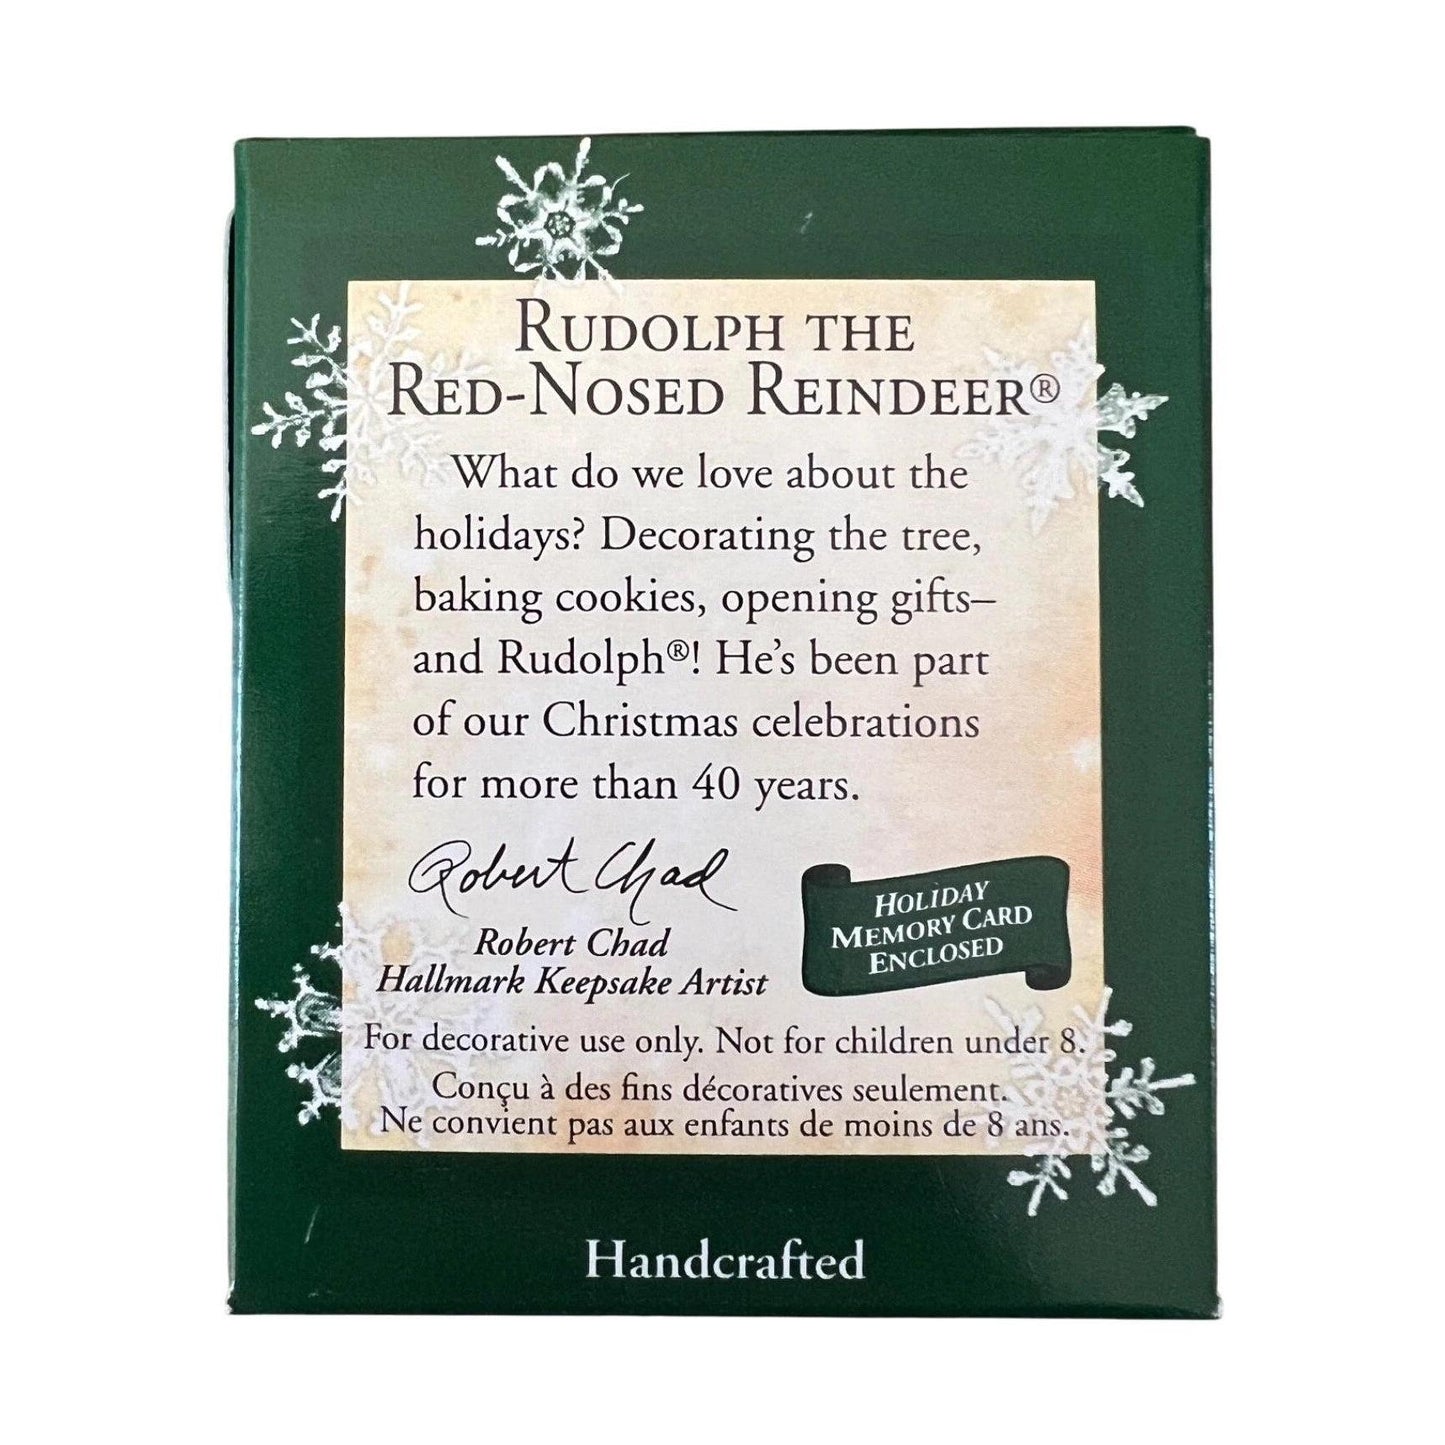 RUDOLPH THE
RED-NOSED REINDEER®
What do we love about the
holidays? Decorating the tree,
baking cookies, opening gifts–
and Rudolph®! He's been part
of our Christmas celebrations
for more than 40 years.
Robert Chad
Robert Chad
Hallmark Keepsake Artist
HOLIDAY
MEMORY CARD
ENCLOSED
For decorative use only. Not for children under 8.
Conçu à des fins décoratives seulement.
Ne convient pas aux enfants de moins de 8 ans.
Handcrafted